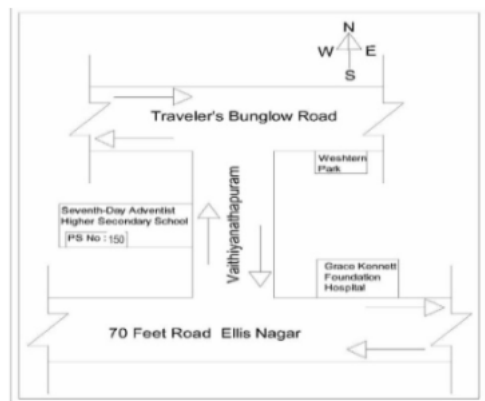 N
W E
S
Traveler's Bunglow Road
Weshlern
Park
Vaithiyanathapuram
Seventh-Day Adventist
Higher Secondary School
PS No : 150
Grace Kennett
Foundation
Hospital
70 Feet Road Ellis Nagar